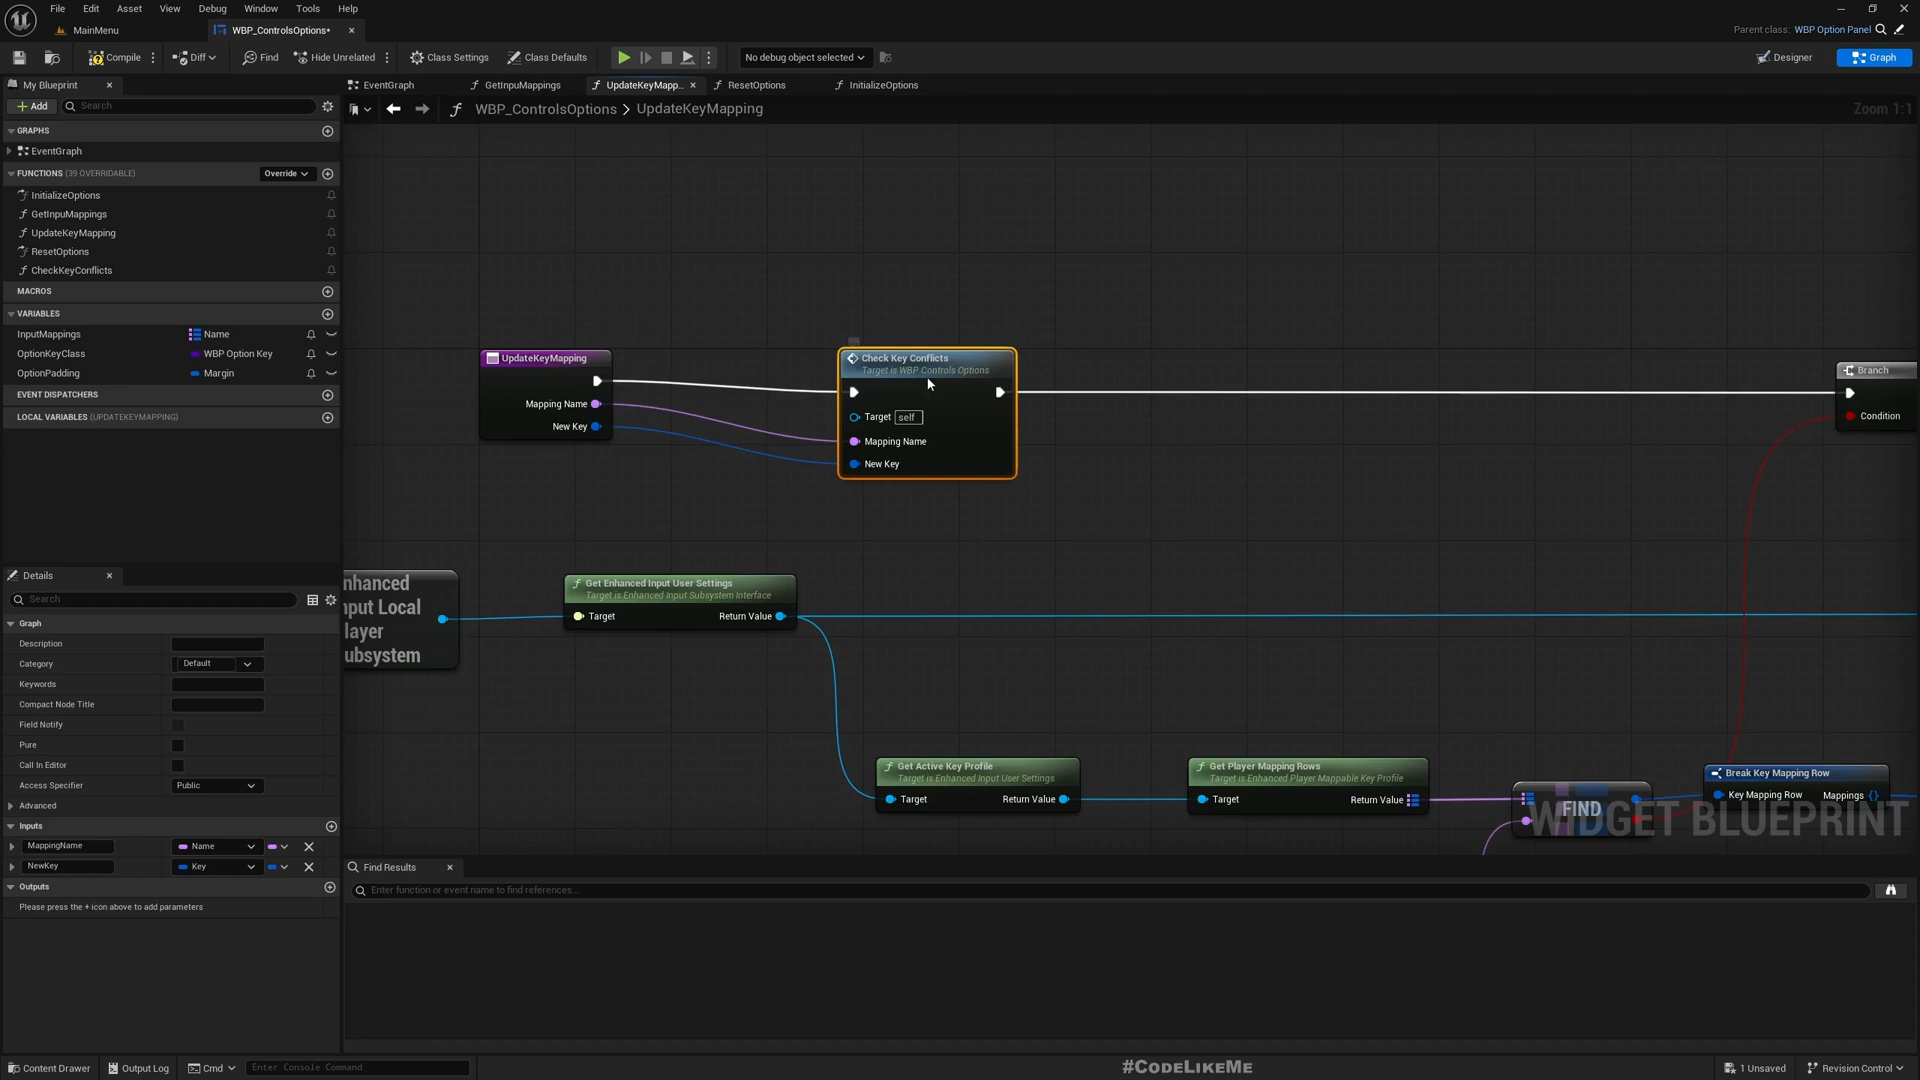 File Edit Asset View Debug Window Tools Help
MainMenu WBP_ControlsOptions•
Parent class: WBP Option Panel
Compile Diff Find Hide Unrelated Class Settings Class Defaults No debug object selected Designer Graph
My Blueprint EventGraph GetInpuMappings UpdateKeyMapp... ResetOptions InitializeOptions
Add Search
WBP_ControlsOptions > UpdateKeyMapping Zoom 1:1
GRAPHS
EventGraph
FUNCTIONS (39 OVERRIDABLE) Override
InitializeOptions
GetInpuMappings
UpdateKeyMapping
ResetOptions
CheckKeyConflicts
MACROS
VARIABLES
InputMappings Name
OptionKeyClass WBP Option Key
OptionPadding Margin
EVENT DISPATCHERS
LOCAL VARIABLES (UPDATEKEYMAPPING)
UpdateKeyMapping
Mapping Name
New Key
Check Key Conflicts
Target is WBP Controls Options
Target self
Mapping Name
New Key
Branch
Condition
nhanced
nput Local
layer
ubsystem
Get Enhanced Input User Settings
Target is Enhanced Input Subsystem Interface
Target Return Value
Get Active Key Profile
Target is Enhanced Input User Settings
Target Return Value
Get Player Mapping Rows
Target is Enhanced Player Mappable Key Profile
Target Return Value
FIND
Break Key Mapping Row
Key Mapping Row Mappings
WIDGET BLUEPRINT
Details
Search
Graph
Description
Category Default
Keywords
Compact Node Title
Field Notify
Pure
Call In Editor
Access Specifier Public
Advanced
Inputs
MappingName Name
NewKey Key
Outputs
Please press the + icon above to add parameters
Find Results
Enter function or event name to find references...
Content Drawer Output Log Cmd Enter Console Command
#CODELIKEME
1 Unsaved Revision Control